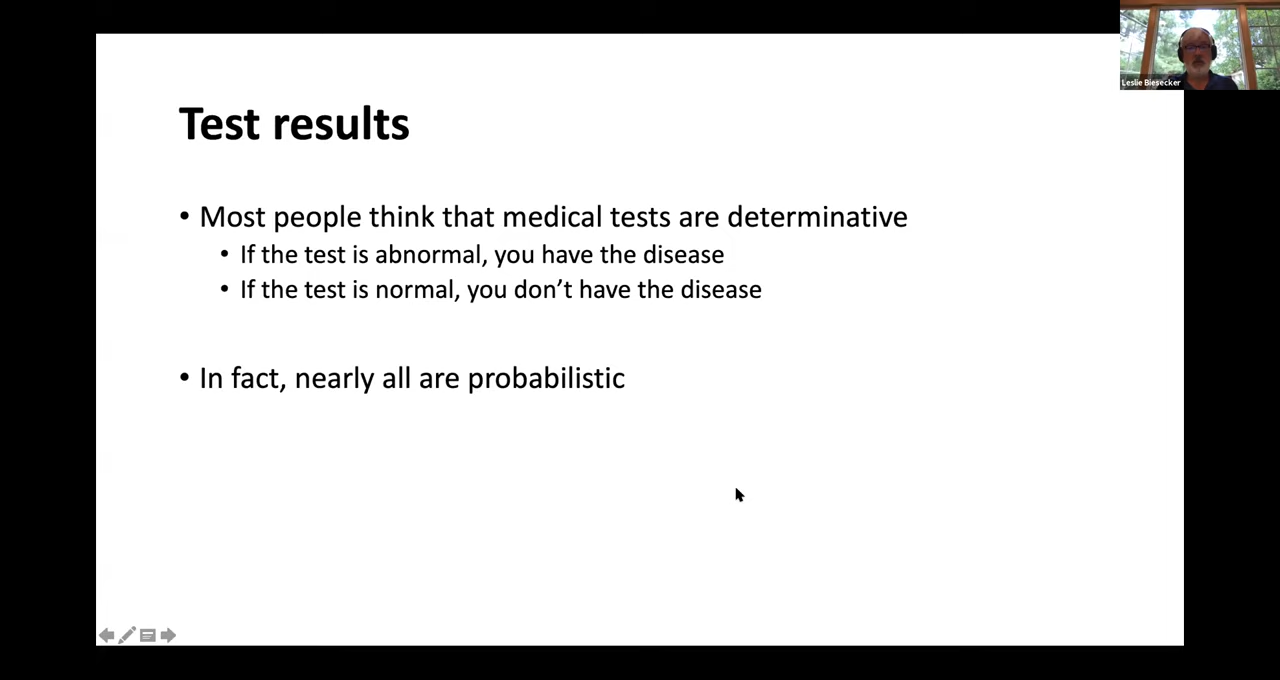 Leslie Biesecker
Test results
• Most people think that medical tests are determinative
• If the test is abnormal, you have the disease
• If the test is normal, you don’t have the disease
• In fact, nearly all are probabilistic